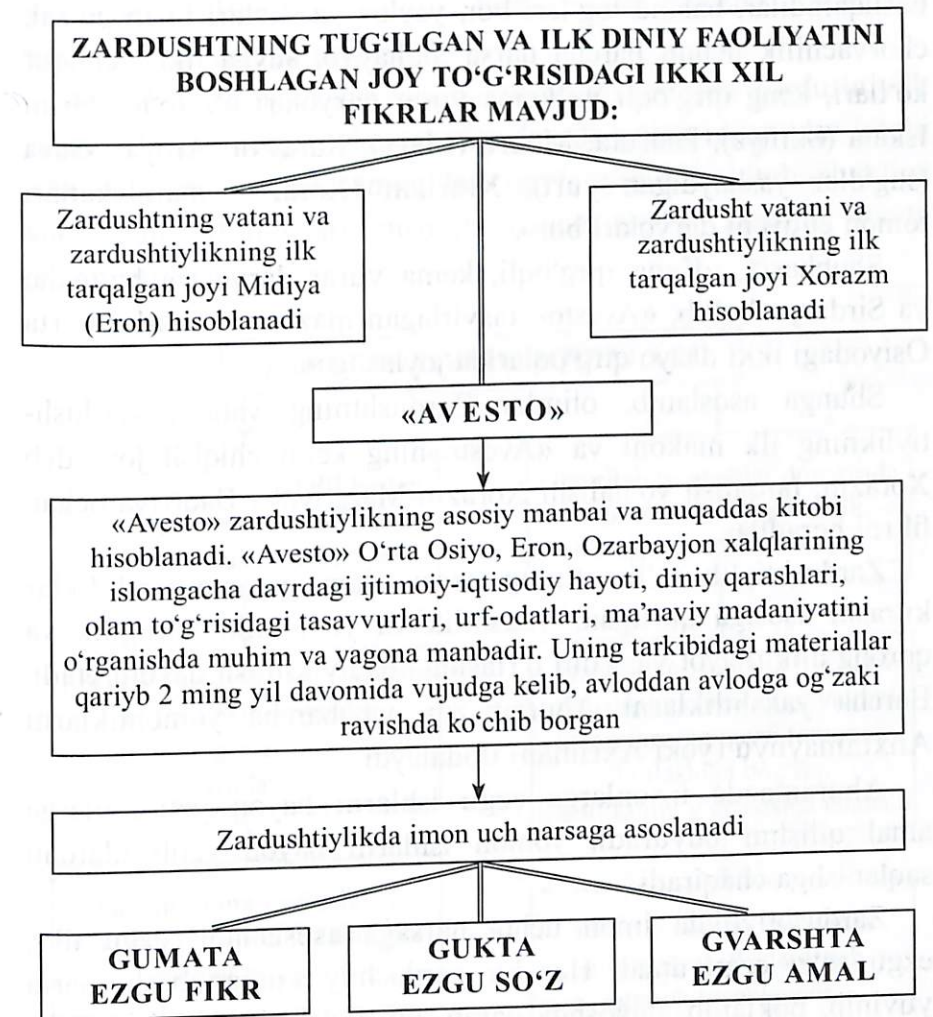 ZARDUSHTNING TUG‘ILGAN VA ILK DINIY FAOLIYATINI
BOSHLAGAN JOY TO‘G‘RISIDAGI IKKI XIL
FIKRLAR MAVJUD:
Zardushtning vatani va
zardushtiylikning ilk
tarqalgan joyi Midiya
(Eron) hisoblanadi
Zardusht vatani va
zardushtiylikning ilk
tarqalgan joyi Xorazm
hisoblanadi
«AVESTO»
«Avesto» zardushtiylikning asosiy manbai va muqaddas kitobi
hisoblanadi. «Avesto» O‘rta Osiyo, Eron, Ozarbayjon xalqlarining
islomgacha davrdagi ijtimoiy-iqtisodiy hayoti, diniy qarashlari,
olam to‘g‘risidagi tasavvurlari, urf-odatlari, ma’naviy madaniyatini
o‘rganishda muhim va yagona manbadir. Uning tarkibidagi materiallar
qariyb 2 ming yil davomida vujudga kelib, avloddan avlodga og‘zaki
ravishda ko‘chib borgan
Zardushtiylikda imon uch narsaga asoslanadi
GUMATA
EZGU FIKR
GUKTA
EZGU SO‘Z
GVARSHTA
EZGU AMAL